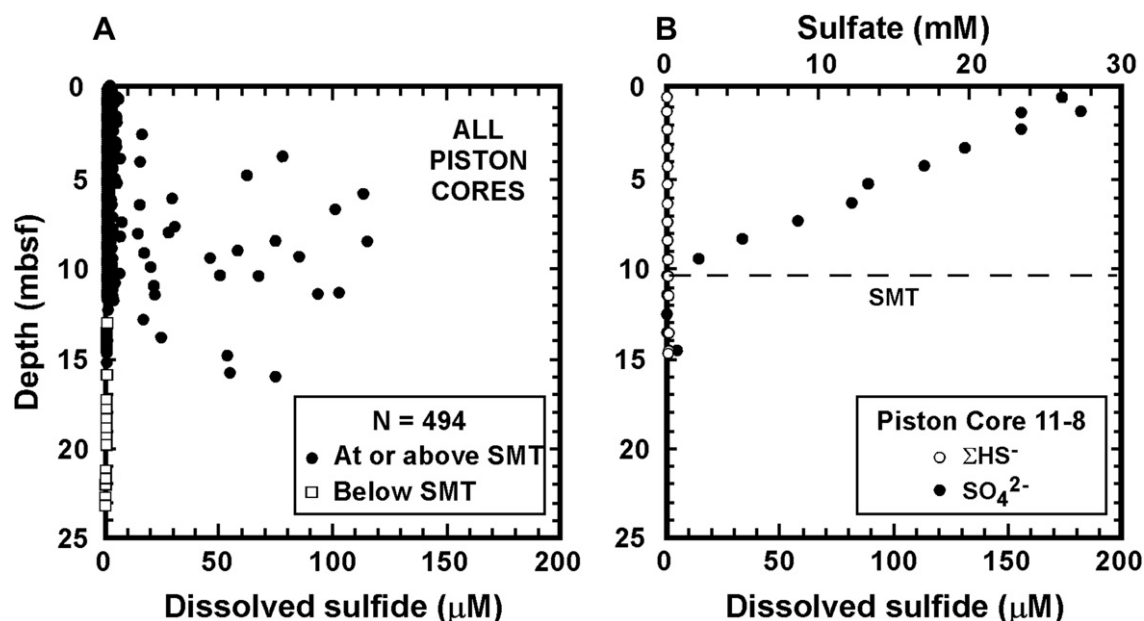 A
0
5
10
15
20
25
Depth (mbsf)
ALL
PISTON
CORES
N = 494
At or above SMT
Below SMT
0 50 100 150 200
Dissolved sulfide (μM)
B
Sulfate (mM)
0 10 20 30
0
5
10
15
20
25
SMT
Piston Core 11-8
ΣHS⁻
SO₄²⁻
0 50 100 150 200
Dissolved sulfide (μM)